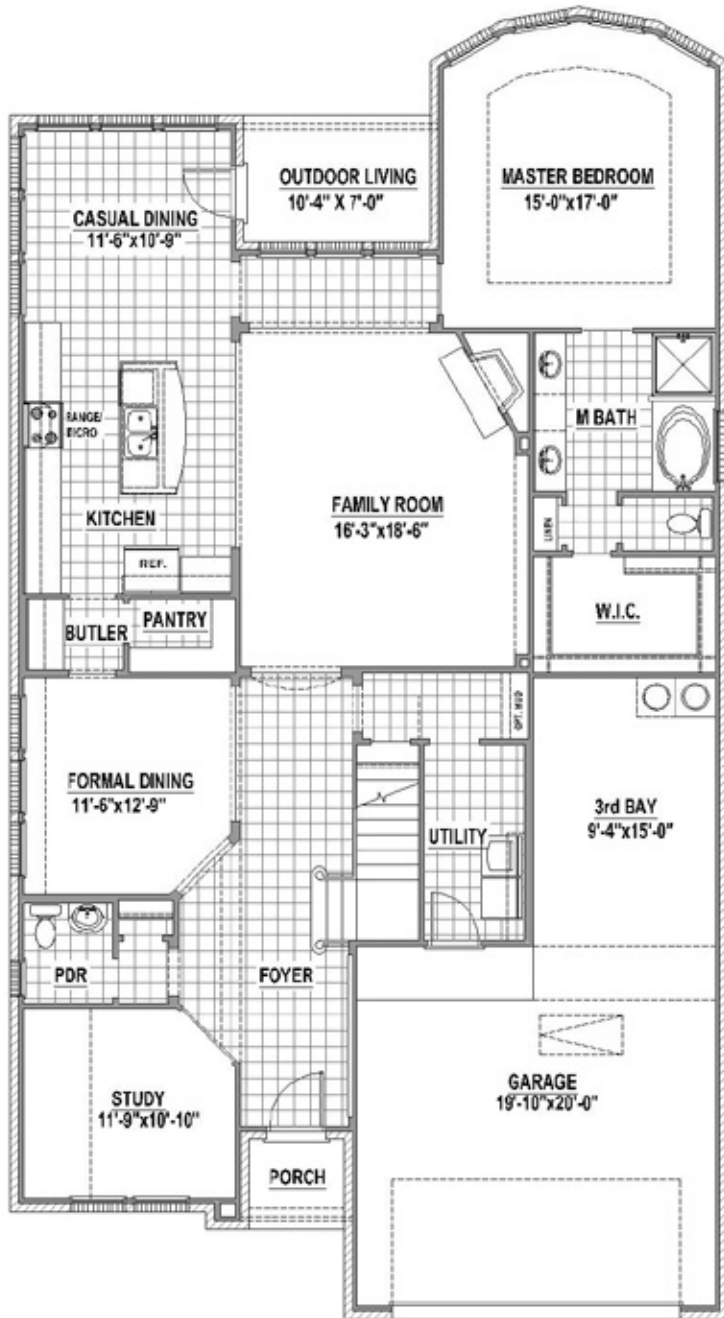 OUTDOOR LIVING
10'-4" X 7'-0"
MASTER BEDROOM
15'-0"x17'-0"
CASUAL DINING
11'-6"x10'-9"
RANGE/
MICRO
M BATH
KITCHEN
FAMILY ROOM
16'-3"x18'-6"
REF.
LINEN
BUTLER
PANTRY
W.I.C.
OPT. MUD
FORMAL DINING
11'-6"x12'-9"
3rd BAY
9'-4"x15'-0"
UTILITY
PDR
FOYER
STUDY
11'-9"x10'-10"
GARAGE
19'-10"x20'-0"
PORCH